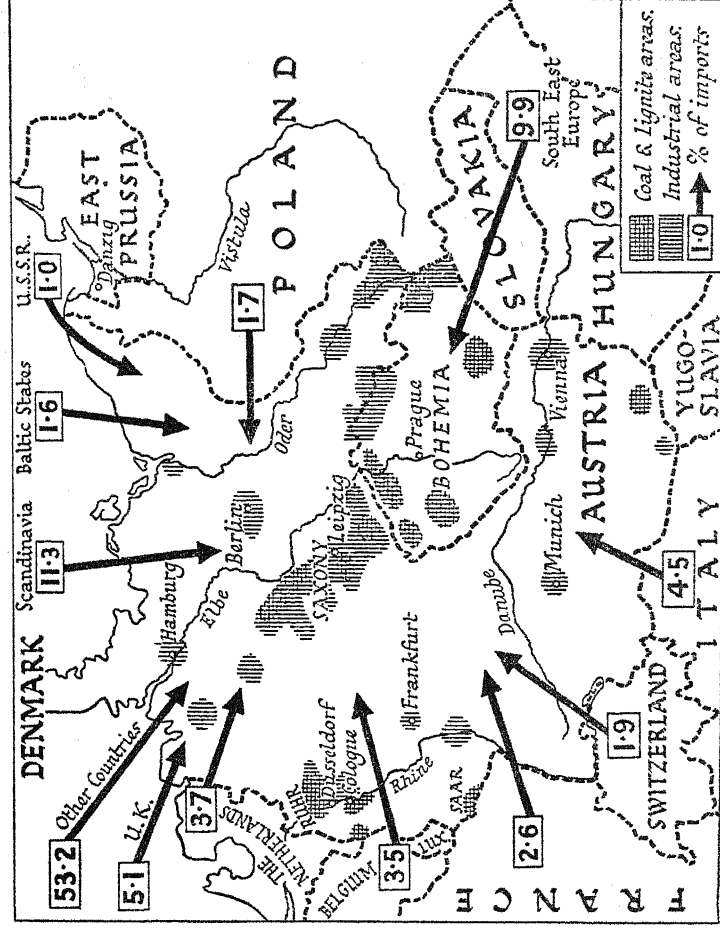 DENMARK
Scandinavia
11·3
Baltic States
1·6
U.S.S.R.
1·0
Danzig
EAST
PRUSSIA
Other Countries
53·2
U.K.
5·1
Hamburg
Elbe
Berlin
Oder
1·7
Vistula
POLAND
3·7
THE
NETHERLANDS
RUHR
Düsseldorf
Cologne
BELGIUM
LUX
3·5
Rhine
SAAR
Frankfurt
SAXONY
Leipzig
Prague
BOHEMIA
SLOVAKIA
9·9
South East
Europe
2·6
FRANCE
Danube
1·9
SWITZERLAND
Munich
4·5
ITALY
Vienna
AUSTRIA
HUNGARY
YUGO-
SLAVIA
Coal & Lignite areas.
Industrial areas.
1·0 % of imports